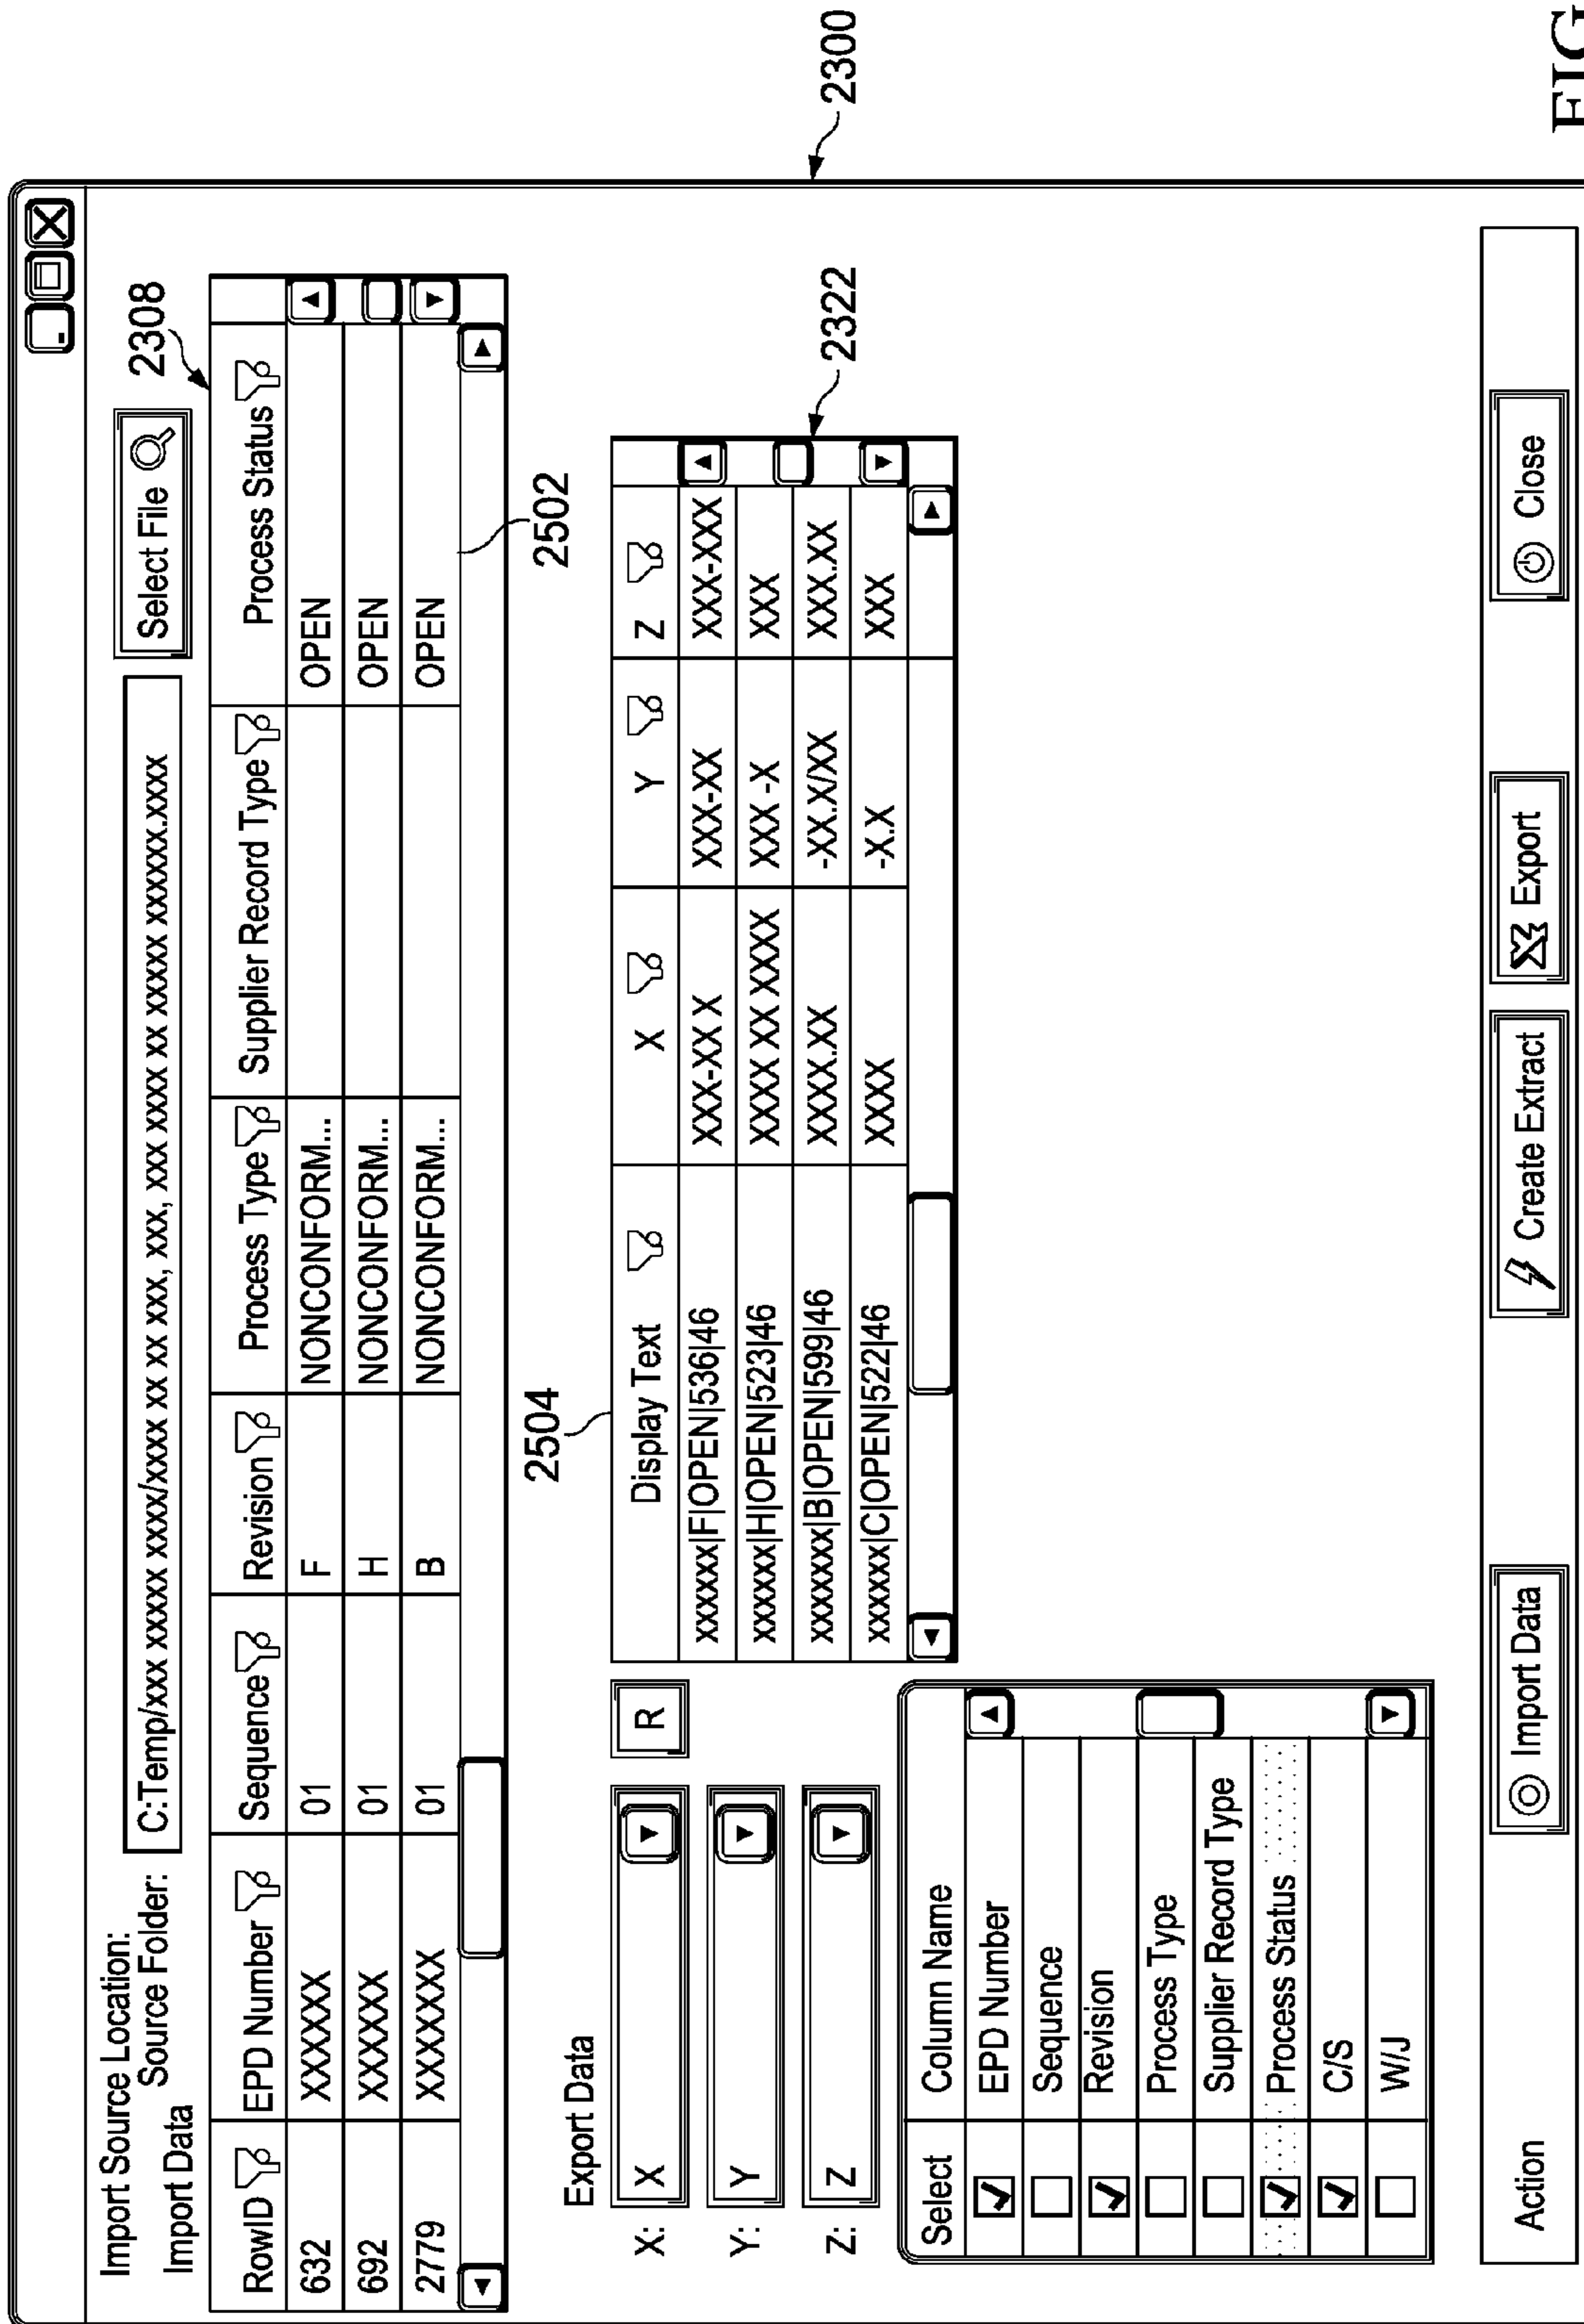 Import Source Location:
Source Folder: C:Temp/xxx xxxxx xxxx/xxxx xx xx xxx, xxx, xxx xxxx xx xxxxx xxxxxx.xxxx Select File
Import Data
2308
RowID EPD Number Sequence Revision Process Type Supplier Record Type Process Status
632 XXXXXX 01 F NONCONFORM... OPEN
692 XXXXXX 01 H NONCONFORM... OPEN
2779 XXXXXXX 01 B NONCONFORM... OPEN
2502
2504
2300
Export Data
X: X
Y: Y
Z: Z
R
2322
Display Text X Y Z
xxxxxx|F|OPEN|536|46 XXX-XX X XXX-XX XXX-XXX
xxxxxx|H|OPEN|523|46 XXXX XX XXXX XXX -X XXX
xxxxxxx|B|OPEN|599|46 XXXX.XX -XX.X/XX XXX.XX
xxxxxx|C|OPEN|522|46 XXXX -X.X XXX
Select Column Name
EPD Number
Sequence
Revision
Process Type
Supplier Record Type
Process Status
C/S
W/J
Action Import Data Create Extract Export Close